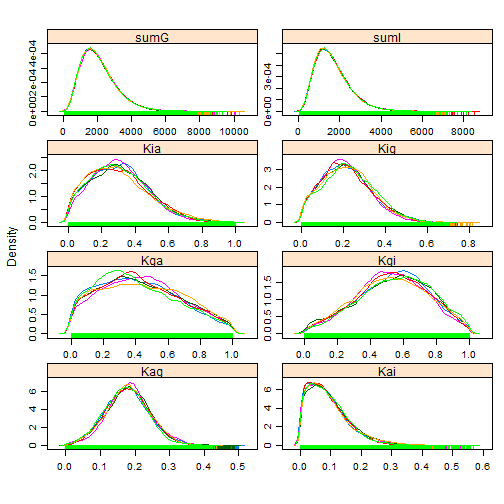 sumG
sumI
0e+00 2e-04 4e-04
0e+00 3e-04
0 2000 4000 6000 8000 10000
0 2000 4000 6000 8000
Kia
Kig
0.0 1.0 2.0
0 1 2 3
0.0 0.2 0.4 0.6 0.8 1.0
0.0 0.2 0.4 0.6 0.8
Density
Kga
Kgi
0.0 0.5 1.0 1.5
0.0 0.5 1.0 1.5
0.0 0.2 0.4 0.6 0.8 1.0
0.0 0.2 0.4 0.6 0.8 1.0
Kag
Kai
0 2 4 6
0 2 4 6
0.0 0.1 0.2 0.3 0.4 0.5
0.0 0.1 0.2 0.3 0.4 0.5 0.6